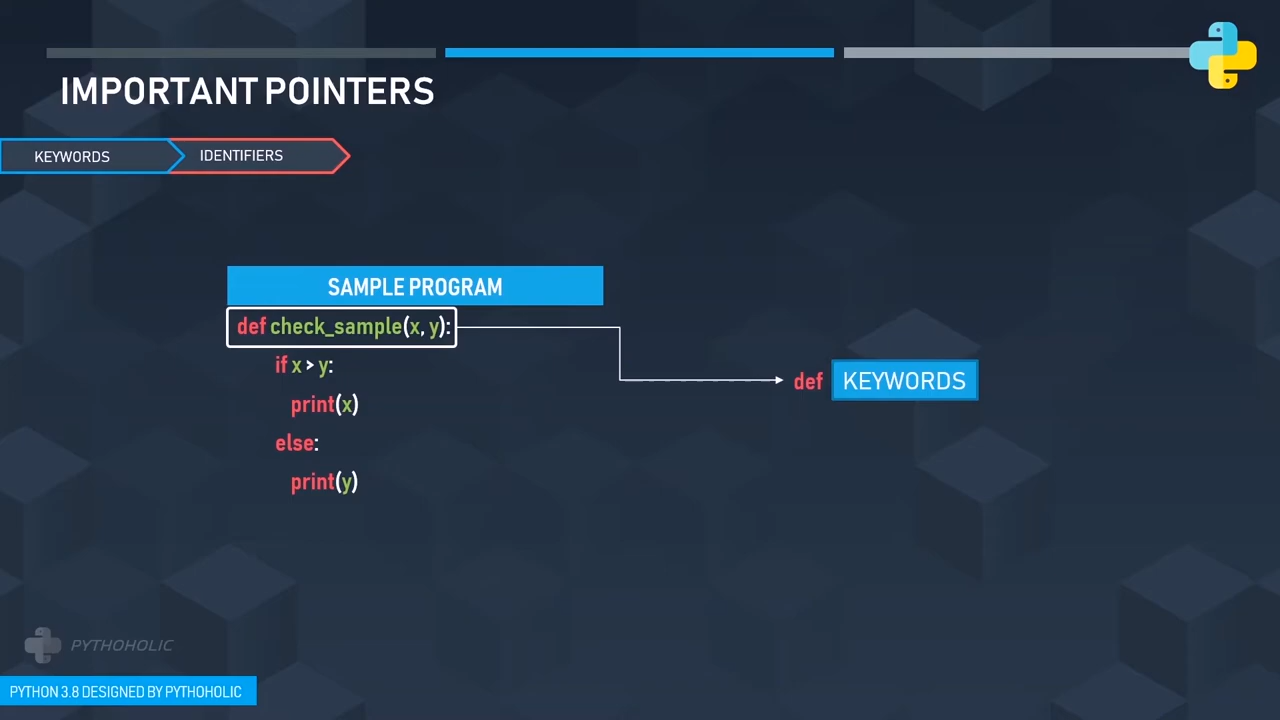 IMPORTANT POINTERS
KEYWORDS
IDENTIFIERS
SAMPLE PROGRAM
def check_sample(x, y):
if x > y:
print(x)
else:
print(y)
def KEYWORDS
PYTHOHOLIC
PYTHON 3.8 DESIGNED BY PYTHOHOLIC